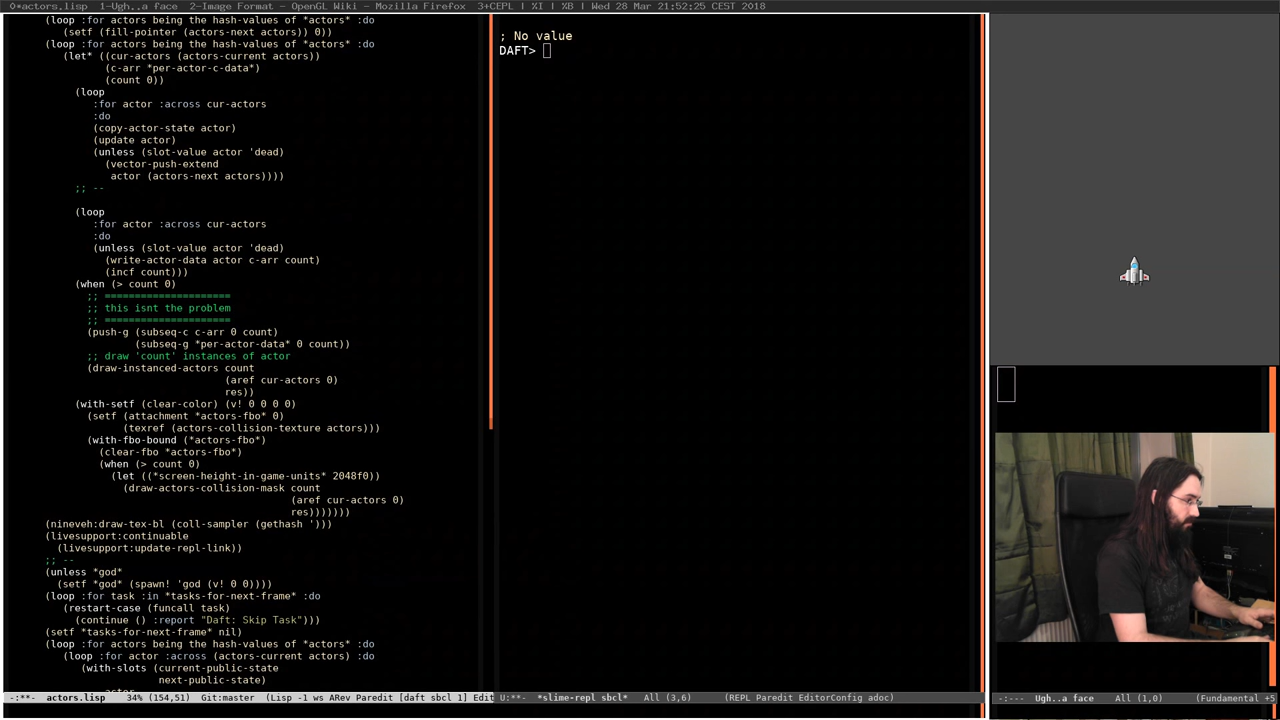 0*actors.lisp  1-Ugh..a face  2-Image Format – OpenGL Wiki – Mozilla Firefox  3+CEPL | %I | %B | Wed 28 Mar 21:52:25 CEST 2018
(loop :for actors being the hash-values of *actors* :do
(setf (fill-pointer (actors-next actors)) 0))
(loop :for actors being the hash-values of *actors* :do
(let* ((cur-actors (actors-current actors))
(c-arr *per-actor-c-data*)
(count 0))
(loop
:for actor :across cur-actors
:do
(copy-actor-state actor)
(update actor)
(unless (slot-value actor 'dead)
(vector-push-extend
actor (actors-next actors))))
;; --
(loop
:for actor :across cur-actors
:do
(unless (slot-value actor 'dead)
(write-actor-data actor c-arr count)
(incf count)))
(when (> count 0)
;; =====================
;; this isnt the problem
;; =====================
(push-g (subseq-c c-arr 0 count)
(subseq-g *per-actor-data* 0 count))
;; draw 'count' instances of actor
(draw-instanced-actors count
(aref cur-actors 0)
res))
(with-setf (clear-color) (v! 0 0 0 0)
(setf (attachment *actors-fbo* 0)
(texref (actors-collision-texture actors)))
(with-fbo-bound (*actors-fbo*)
(clear-fbo *actors-fbo*)
(when (> count 0)
(let ((*screen-height-in-game-units* 2048f0))
(draw-actors-collision-mask count
(aref cur-actors 0)
res)))))))
(nineveh:draw-tex-bl (coll-sampler (gethash ')))
(livesupport:continuable
(livesupport:update-repl-link))
;; --
(unless *god*
(setf *god* (spawn! 'god (v! 0 0))))
(loop :for task :in *tasks-for-next-frame* :do
(restart-case (funcall task)
(continue () :report "Daft: Skip Task")))
(setf *tasks-for-next-frame* nil)
(loop :for actors being the hash-values of *actors* :do
(loop :for actor :across (actors-current actors) :do
(with-slots (current-public-state
next-public-state)
actor
-:**-  actors.lisp  34% (154,51)  Git:master  (Lisp -1 ws ARev Paredit [daft sbcl 1] Edit
; No value
DAFT>
U:**-  *slime-repl sbcl*  All (3,6)  (REPL Paredit EditorConfig adoc)
-:---  Ugh..a face  All (1,0)  (Fundamental +5